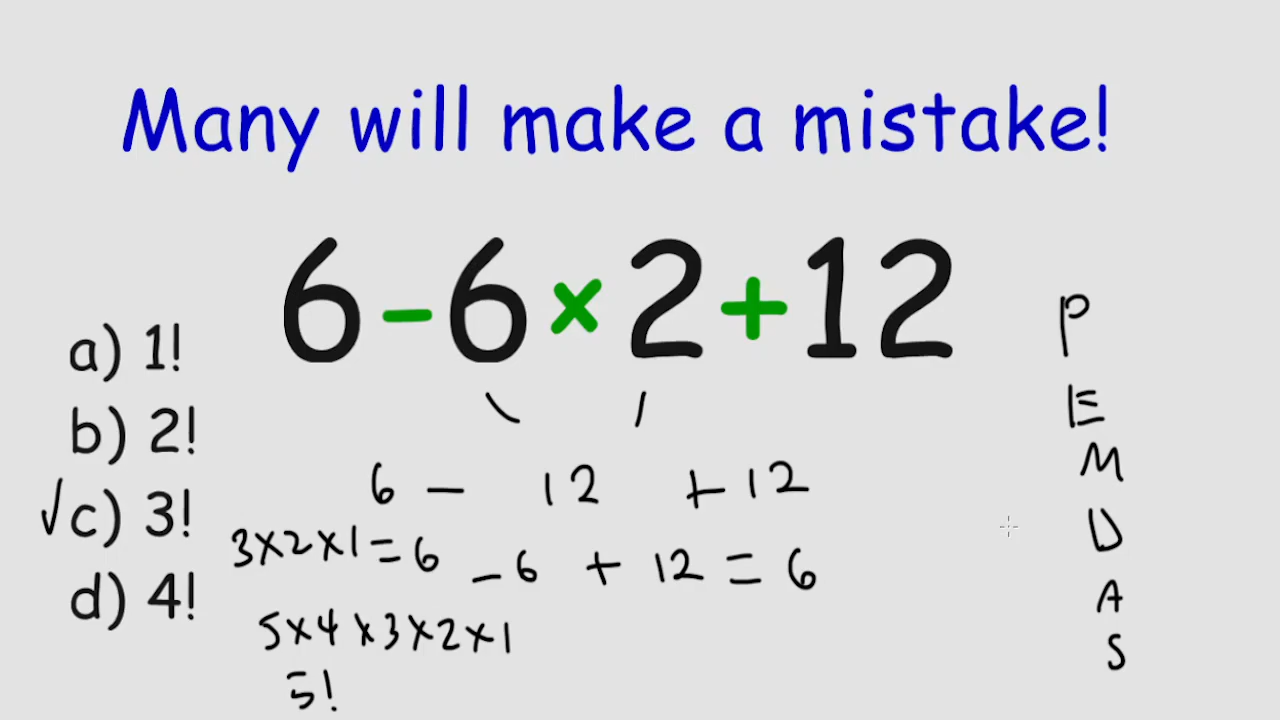 Many will make a mistake!
6-6×2+12
a) 1!
b) 2!
✓c) 3!
d) 4!
6 - 12 +12
3×2×1=6
-6 + 12 = 6
5×4×3×2×1
5!
P
E
M
D
A
S